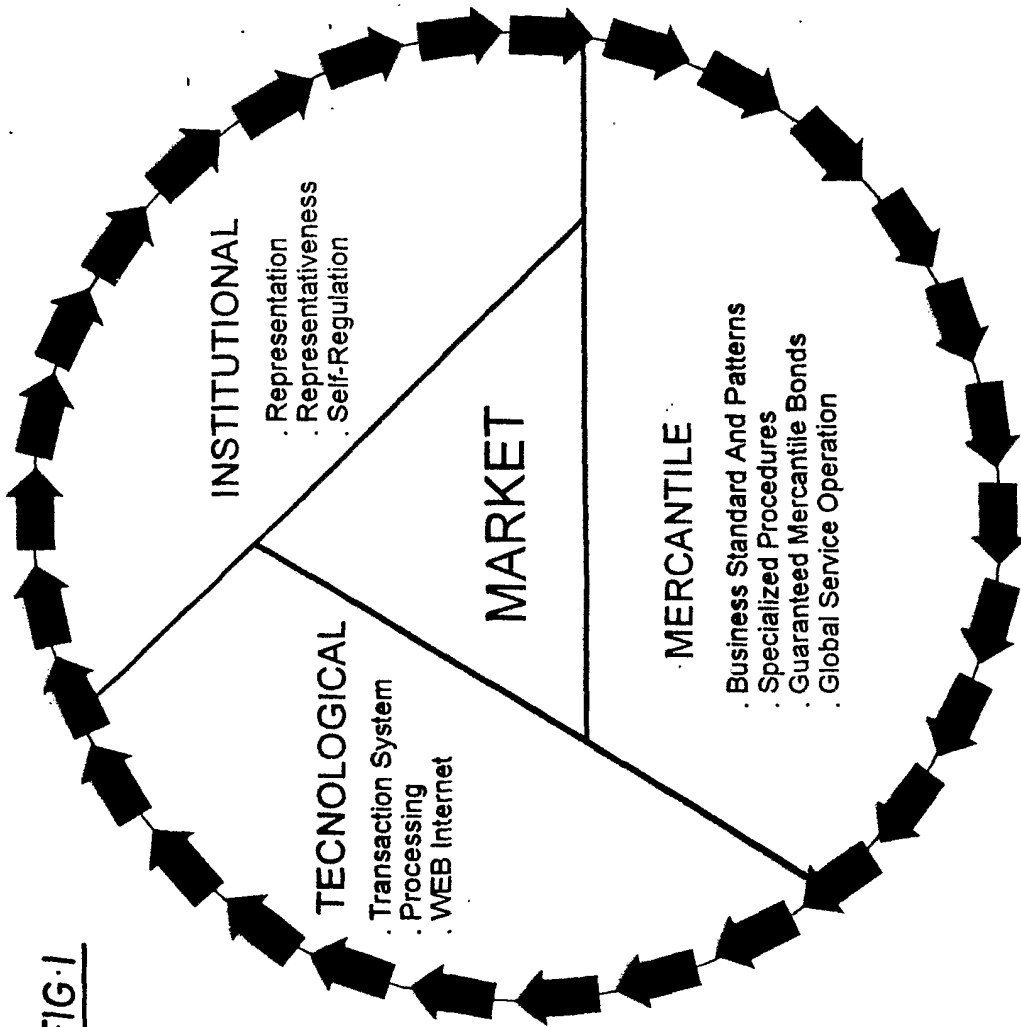 FIG·1
TECNOLOGICAL
. Transaction System
. Processing
. WEB Internet
INSTITUTIONAL
. Representation
. Representativeness
. Self-Regulation
MARKET
MERCANTILE
. Business Standard And Patterns
. Specialized Procedures
. Guaranteed Mercantile Bonds
. Global Service Operation